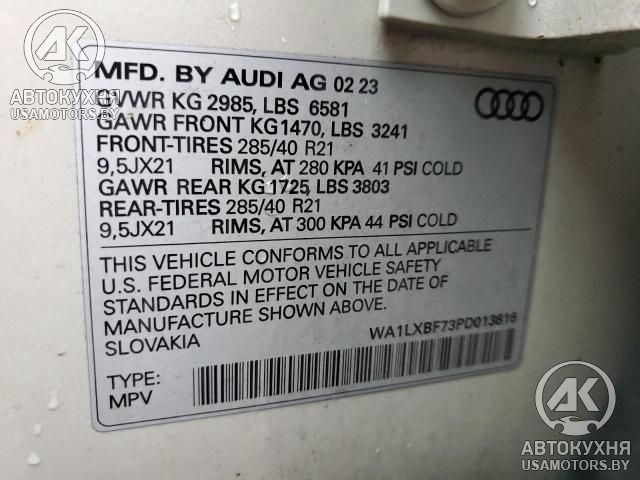 MFD. BY AUDI AG 02 23
GVWR KG 2985, LBS 6581
GAWR FRONT KG1470, LBS 3241
FRONT-TIRES 285/40 R21
9,5JX21 RIMS, AT 280 KPA 41 PSI COLD
GAWR REAR KG 1725, LBS 3803
REAR-TIRES 285/40 R21
9,5JX21 RIMS, AT 300 KPA 44 PSI COLD
THIS VEHICLE CONFORMS TO ALL APPLICABLE
U.S. FEDERAL MOTOR VEHICLE SAFETY
STANDARDS IN EFFECT ON THE DATE OF
MANUFACTURE SHOWN ABOVE.
SLOVAKIA
WA1LXBF73PD013816
TYPE:
MPV
АК
АВТОКУХНЯ
USAMOTORS.BY
АК
АВТОКУХНЯ
USAMOTORS.BY